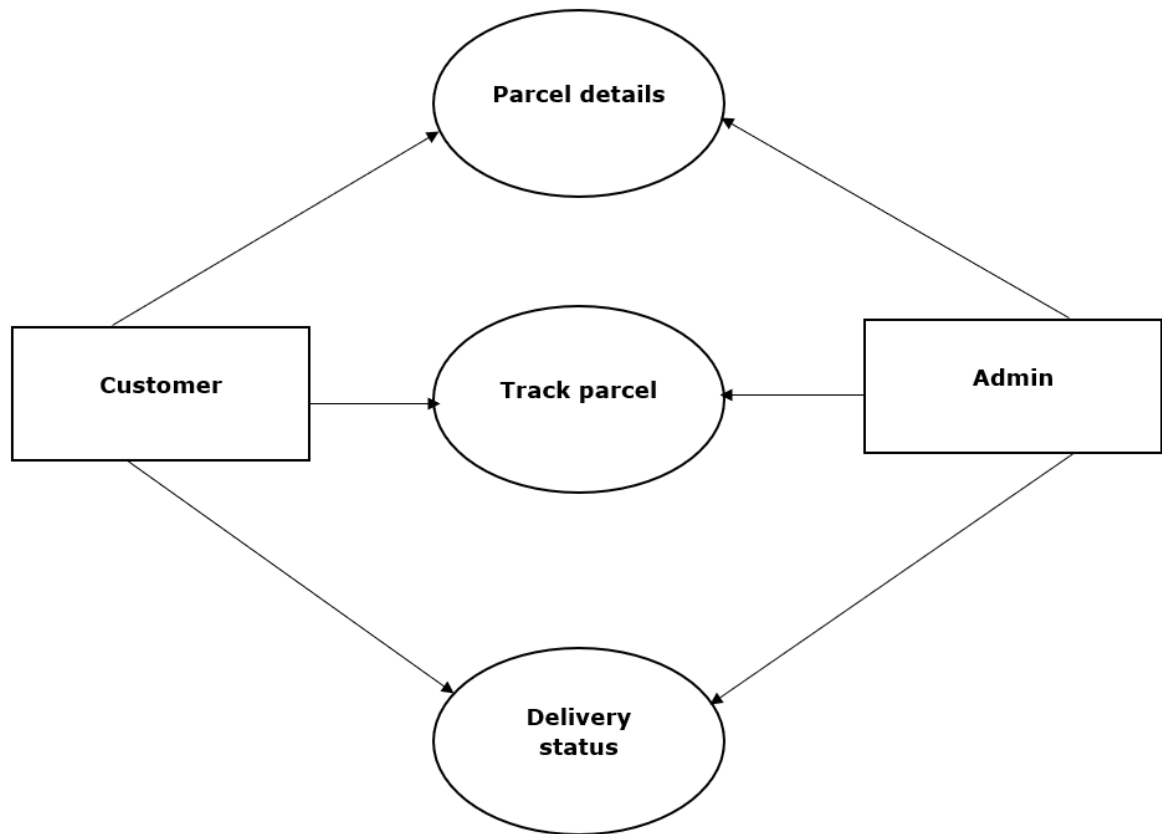 Parcel details
Customer
Track parcel
Admin
Delivery
status